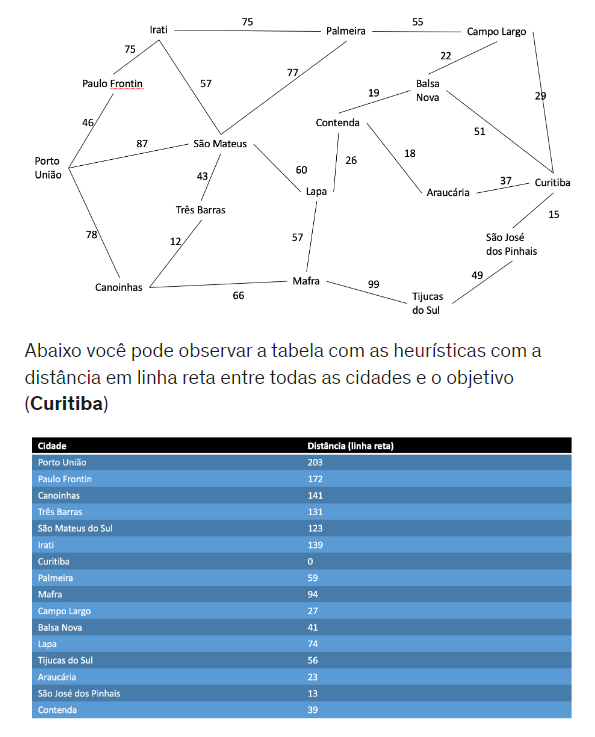 Irati
75
Palmeira
55
Campo Largo
75
57
77
22
Paulo Frontin
Balsa
Nova
19
29
46
Contenda
87
São Mateus
51
Porto
União
43
60
26
18
37
Curitiba
Lapa
Araucária
Três Barras
15
78
12
57
São José
dos Pinhais
Canoinhas
66
Mafra
99
49
Tijucas
do Sul
Abaixo você pode observar a tabela com as heurísticas com a
distância em linha reta entre todas as cidades e o objetivo
(Curitiba)
Cidade Distância (linha reta)
Porto União 203
Paulo Frontin 172
Canoinhas 141
Três Barras 131
São Mateus do Sul 123
Irati 139
Curitiba 0
Palmeira 59
Mafra 94
Campo Largo 27
Balsa Nova 41
Lapa 74
Tijucas do Sul 56
Araucária 23
São José dos Pinhais 13
Contenda 39